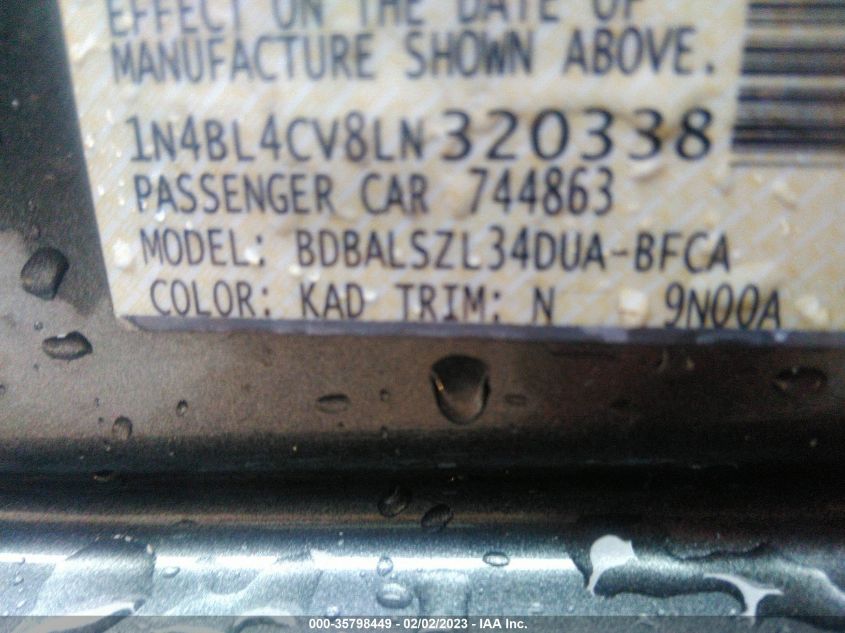 EFFECT ON THE DATE OF
MANUFACTURE SHOWN ABOVE.
1N4BL4CV8LN320338
PASSENGER CAR 744863
MODEL: BDBALSZL34DUA-BFCA
COLOR: KAD TRIM: N 9N00A
000-35798449 - 02/02/2023 - IAA Inc.